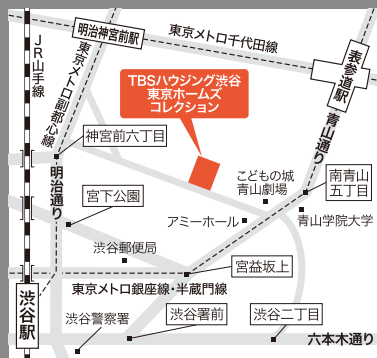 明治神宮前駅
東京メトロ千代田線
表参道駅
JR山手線
東京メトロ副都心線
TBSハウジング渋谷
東京ホームズ
コレクション
青山通り
神宮前六丁目
明治通り
こどもの城
青山劇場
南青山
五丁目
宮下公園
アミーホール
青山学院大学
渋谷郵便局
宮益坂上
東京メトロ銀座線・半蔵門線
渋谷駅
渋谷警察署
渋谷署前
渋谷二丁目
六本木通り